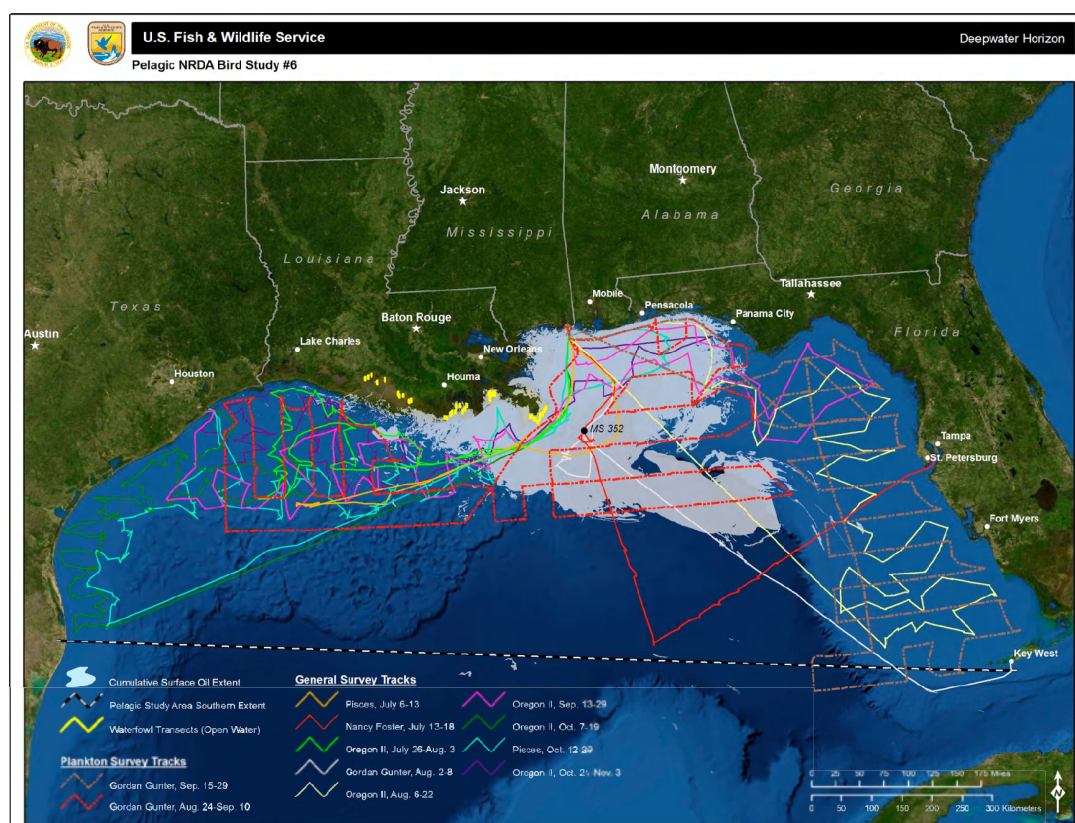 U.S. Fish & Wildlife Service
Deepwater Horizon
Pelagic NRDA Bird Study #6
Montgomery
Georgia
Jackson
Alabama
Mississippi
Louisiana
Tallahassee
Mobile
Texas
Pensacola
Baton Rouge
Panama City
Austin
Florida
Lake Charles
New Orleans
Houston
Houma
MS 352
Tampa
St. Petersburg
Fort Myers
Key West
Cumulative Surface Oil Extent
Pelagic Study Area Southern Extent
Waterfowl Transects (Open Water)
Plankton Survey Tracks
Gordan Gunter, Sep. 15-29
Gordan Gunter, Aug. 24-Sep. 10
General Survey Tracks
Pisces, July 6-13
Nancy Foster, July 13-18
Oregon II, July 26-Aug. 3
Gordan Gunter, Aug. 2-8
Oregon II, Aug. 6-22
Oregon II, Sep. 13-29
Oregon II, Oct. 7-19
Pisces, Oct. 12-29
0 25 50 75 100 125 150 175 Miles
0 50 100 150 200 250 300 Kilometers
N